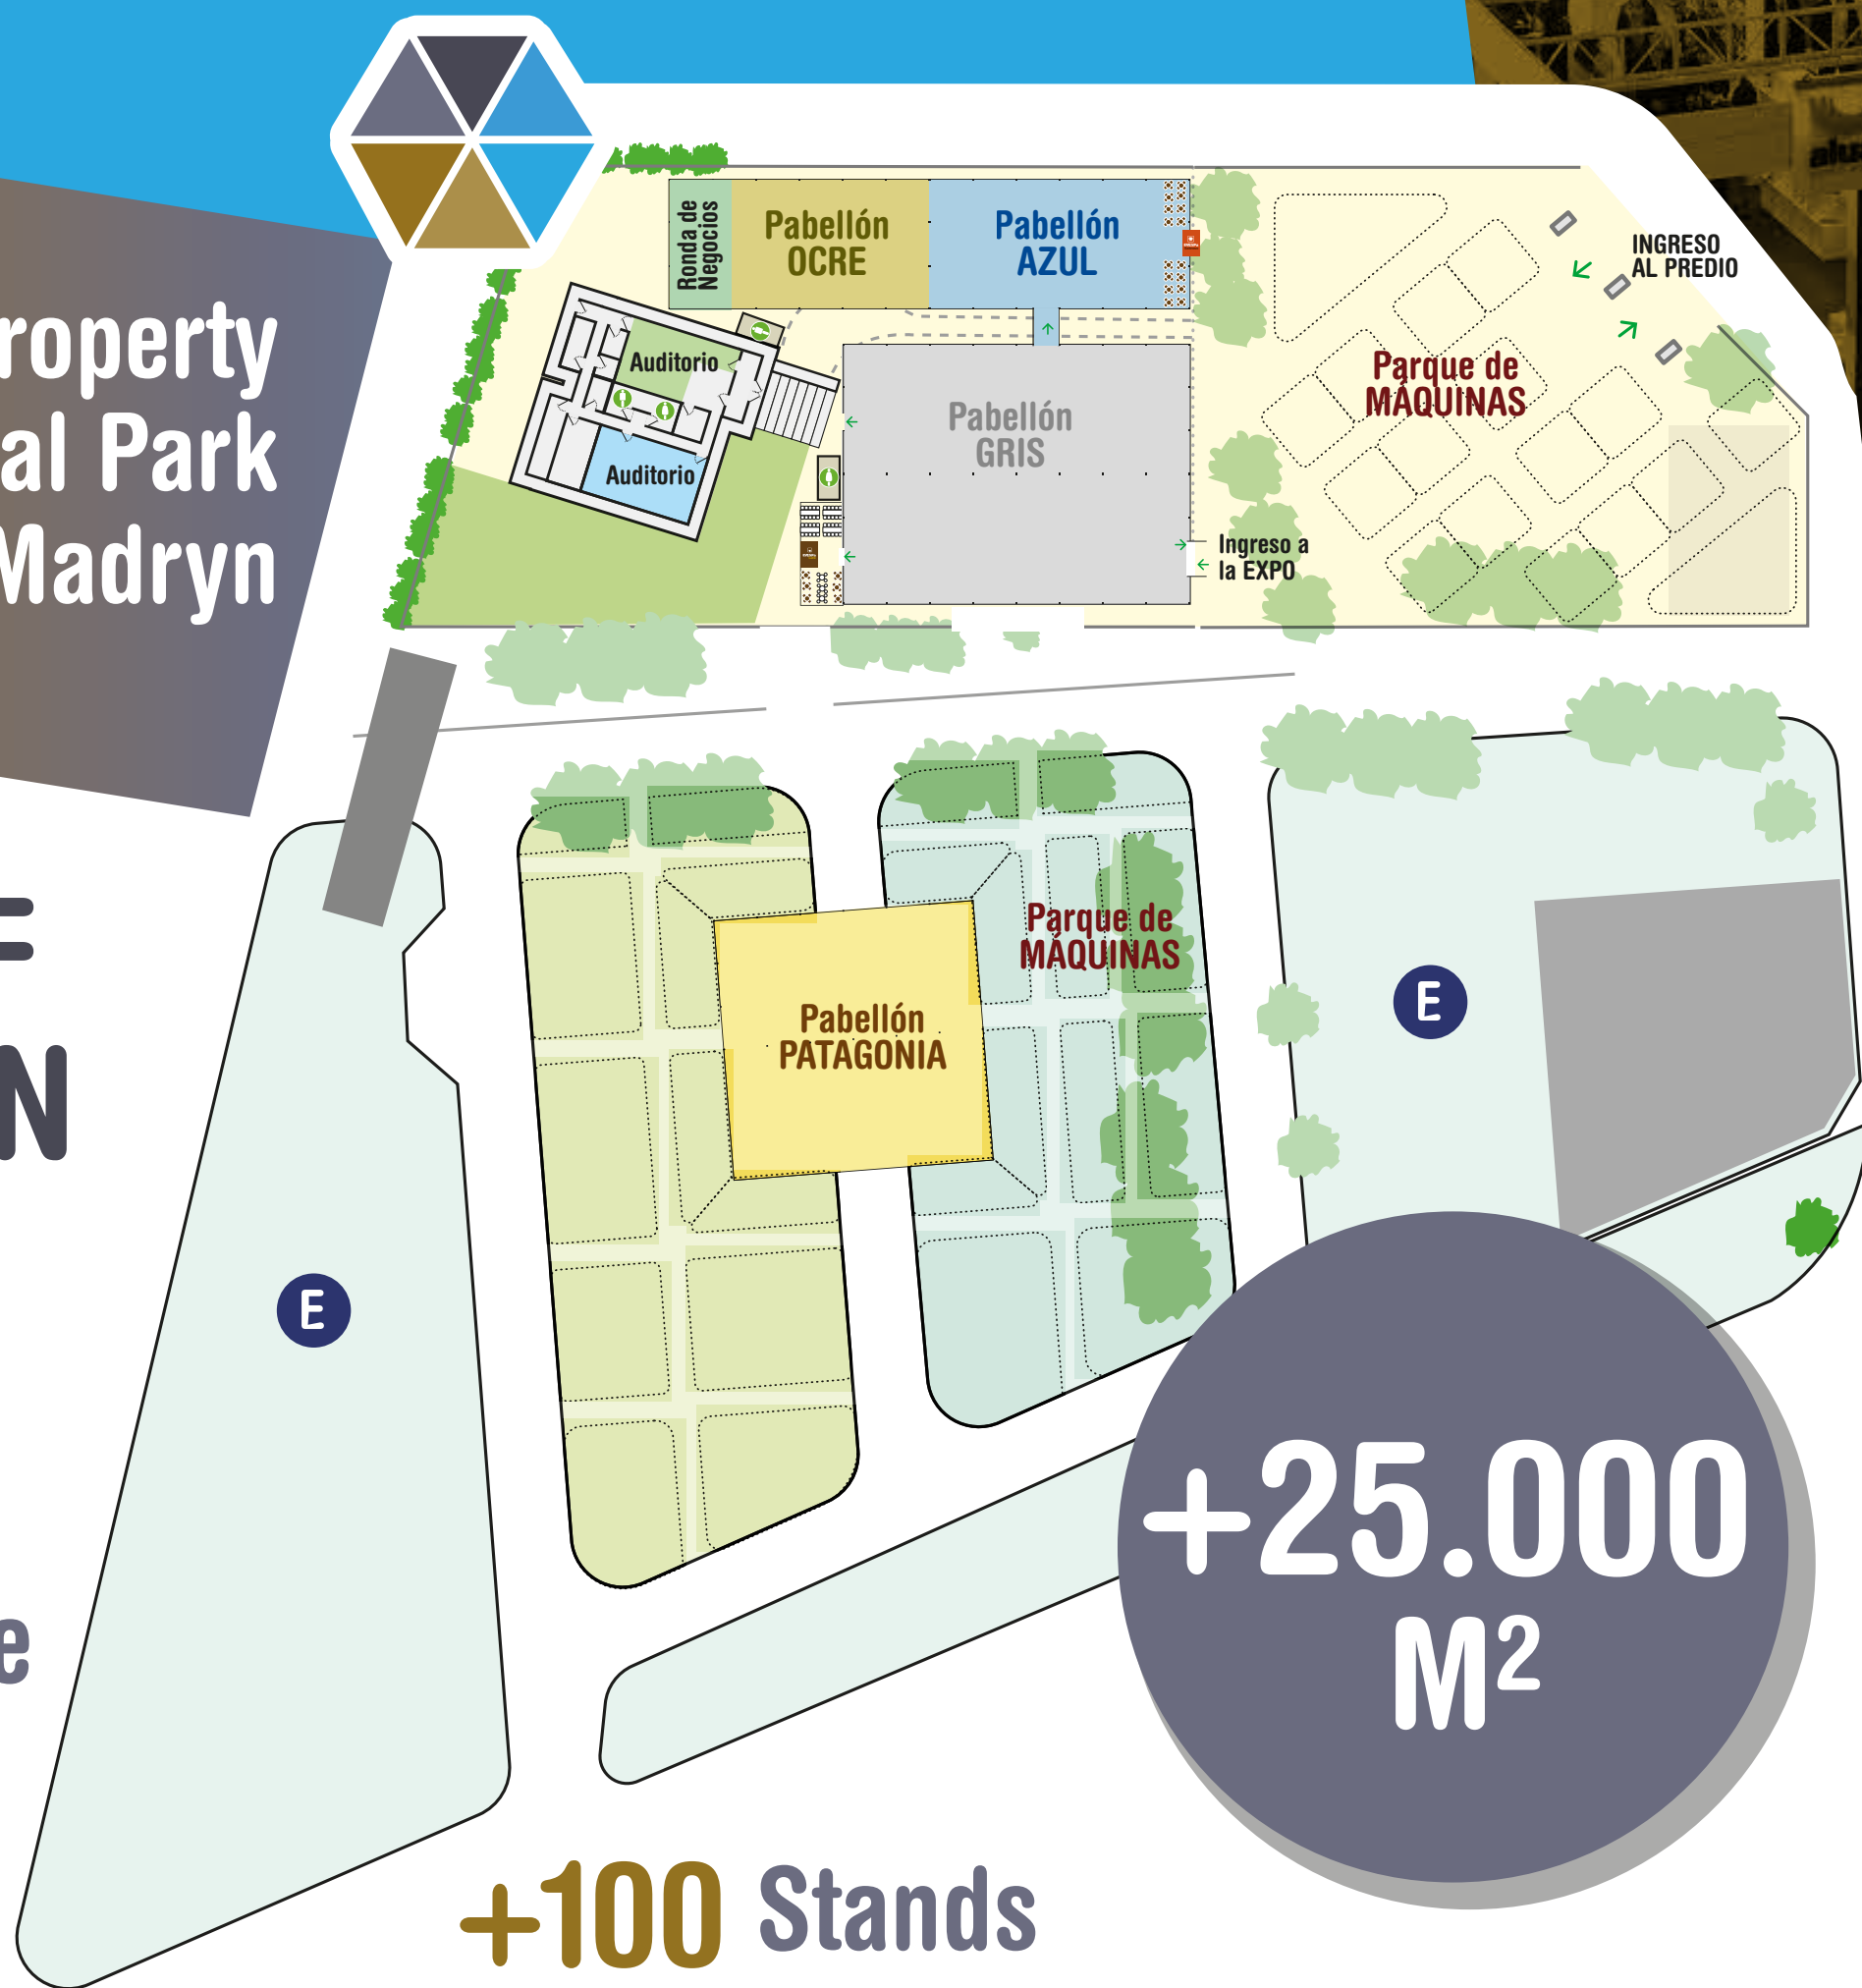 Ronda de
Negocios
Pabellón
OCRE
Pabellón
AZUL
INGRESO
AL PREDIO
roperty
al Park
Madryn
Auditorio
Auditorio
Pabellón
GRIS
Parque de
MÁQUINAS
Ingreso a
la EXPO
Parque de
MÁQUINAS
Pabellón
PATAGONIA
E
E
N
e
+25.000
M²
+100 Stands